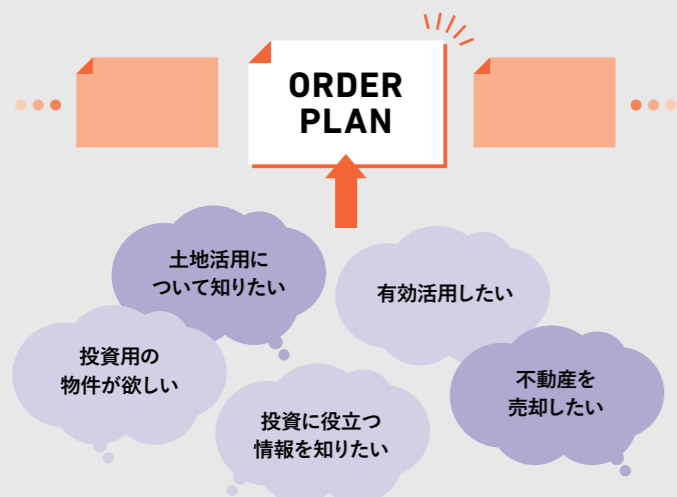 ORDER
PLAN
土地活用に
ついて知りたい
有効活用したい
投資用の
物件が欲しい
不動産を
売却したい
投資に役立つ
情報を知りたい